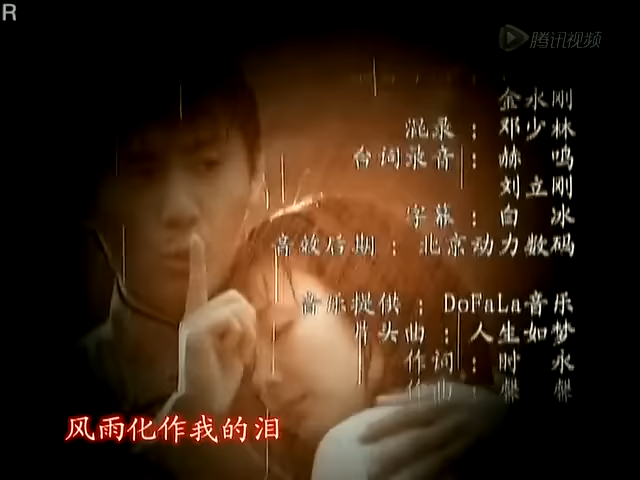 R
腾讯视频
金永刚
混录：邓少林
台词录音：赫 鸣
刘立刚
字幕：白 冰
音效后期：北京动力数码
音乐提供：DoFaLa音乐
片头曲：人生如梦
作词：时 永
作曲：
风雨化作我的泪